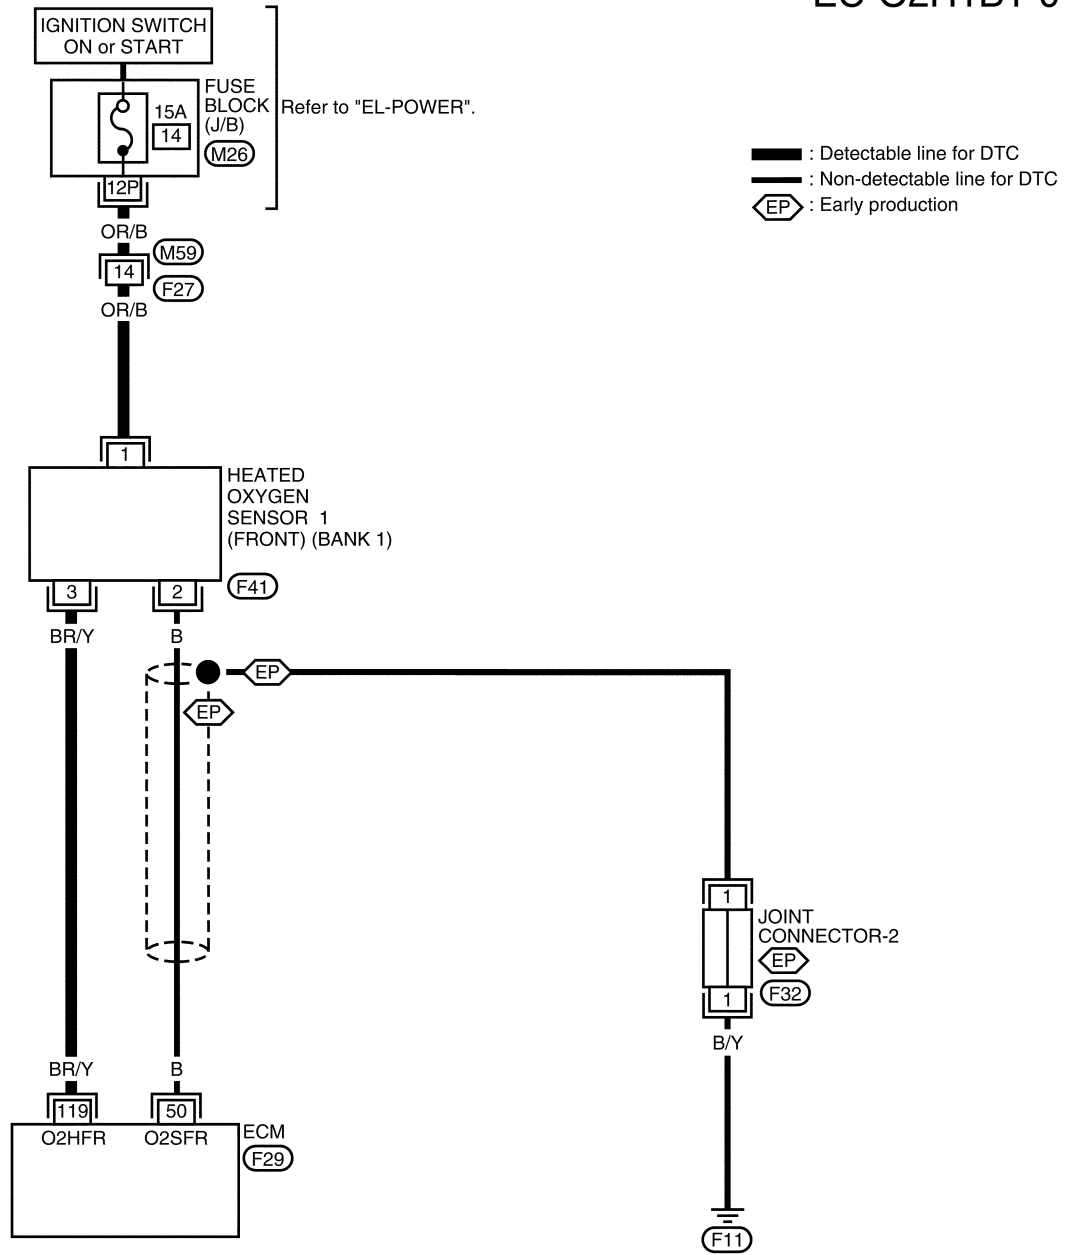 IGNITION SWITCH
ON or START
FUSE
BLOCK
(J/B)
15A
14
M26
Refer to "EL-POWER".
12P
OR/B
M59
14
F27
OR/B
: Detectable line for DTC
: Non-detectable line for DTC
EP : Early production
1
HEATED
OXYGEN
SENSOR 1
(FRONT) (BANK 1)
F41
3
2
BR/Y
B
EP
EP
1
JOINT
CONNECTOR-2
EP
F32
1
B/Y
BR/Y
B
119
50
O2HFR
O2SFR
ECM
F29
F11